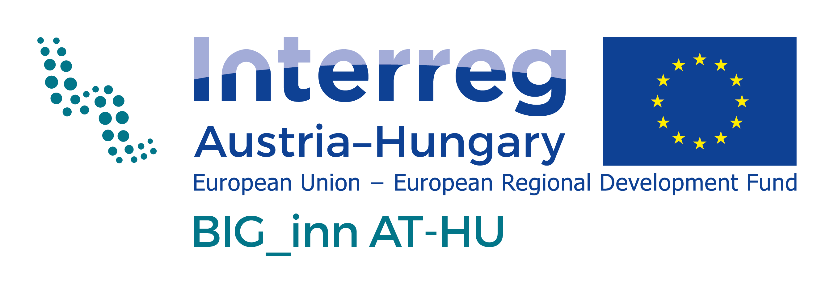 Interreg
Austria–Hungary
European Union – European Regional Development Fund
BIG_inn AT-HU